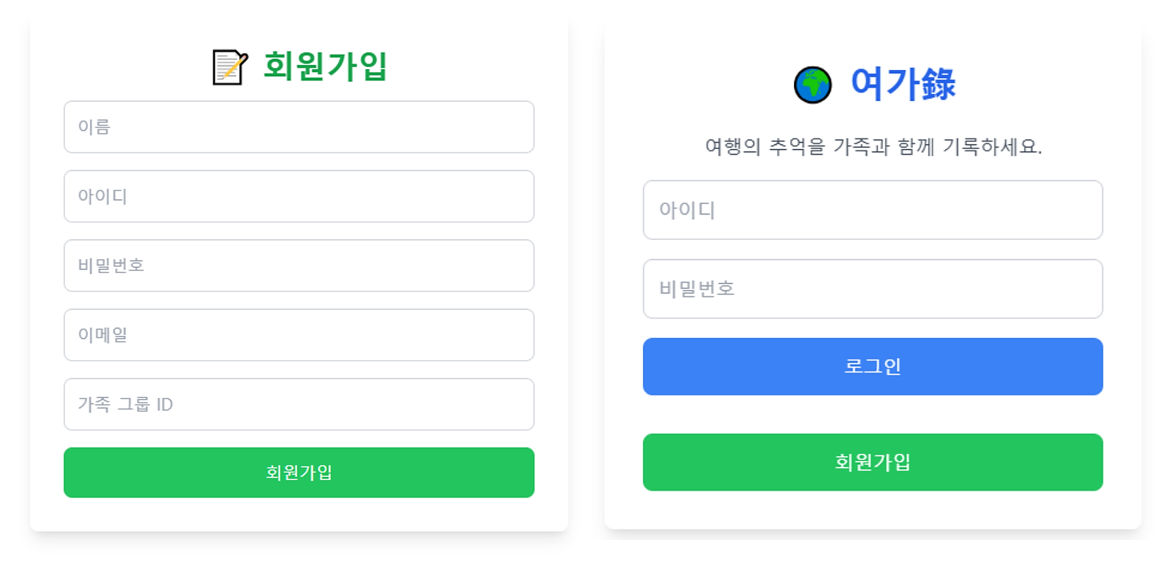 회원가입
이름
아이디
비밀번호
이메일
가족 그룹 ID
회원가입
여가錄
여행의 추억을 가족과 함께 기록하세요.
아이디
비밀번호
로그인
회원가입